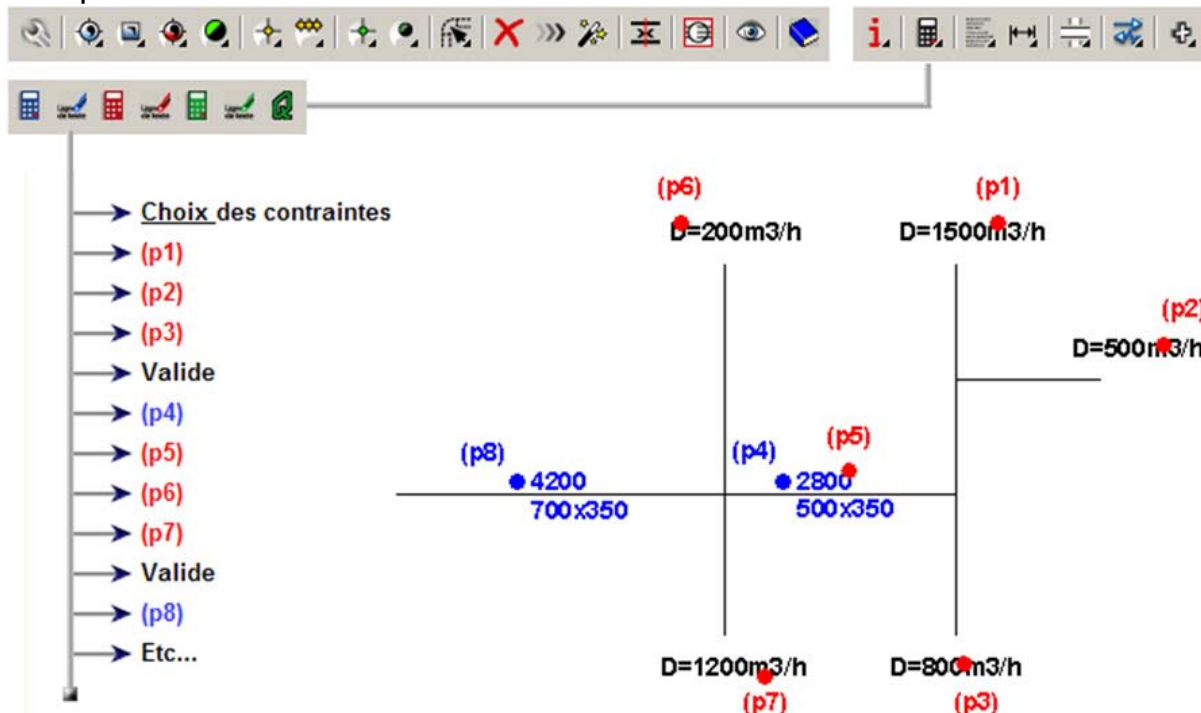 Choix des contraintes
(p1)
(p2)
(p3)
Valide
(p4)
(p5)
(p6)
(p7)
Valide
(p8)
Etc...
(p6)
D=200m3/h
(p1)
D=1500m3/h
(p2)
D=500m3/h
(p8)
4200
700x350
(p4)
(p5)
2800
500x350
D=1200m3/h
(p7)
D=800m3/h
(p3)